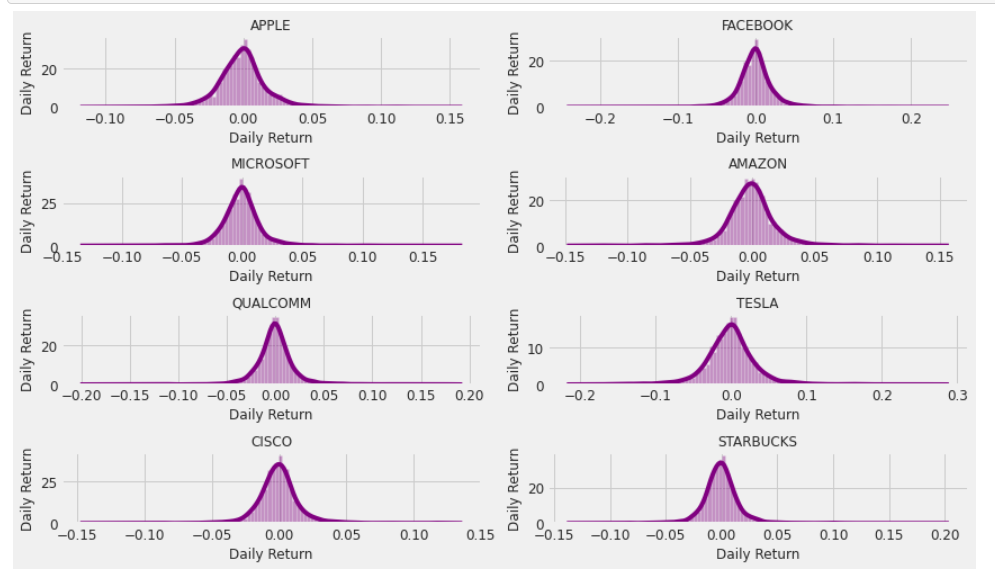 APPLE
Daily Return
20
0
−0.10 −0.05 0.00 0.05 0.10 0.15
Daily Return
FACEBOOK
Daily Return
20
0
−0.2 −0.1 0.0 0.1 0.2
Daily Return
MICROSOFT
Daily Return
25
0
−0.15 −0.10 −0.05 0.00 0.05 0.10 0.15
Daily Return
AMAZON
Daily Return
20
0
−0.15 −0.10 −0.05 0.00 0.05 0.10 0.15
Daily Return
QUALCOMM
Daily Return
20
0
−0.20 −0.15 −0.10 −0.05 0.00 0.05 0.10 0.15 0.20
Daily Return
TESLA
Daily Return
10
0
−0.2 −0.1 0.0 0.1 0.2 0.3
Daily Return
CISCO
Daily Return
25
0
−0.15 −0.10 −0.05 0.00 0.05 0.10 0.15
Daily Return
STARBUCKS
Daily Return
20
0
−0.15 −0.10 −0.05 0.00 0.05 0.10 0.15 0.20
Daily Return